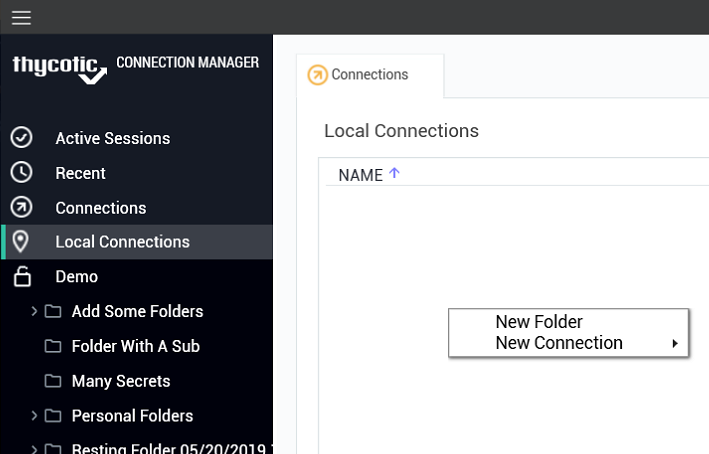 thycotic CONNECTION MANAGER
Active Sessions
Recent
Connections
Local Connections
Demo
Add Some Folders
Folder With A Sub
Many Secrets
Personal Folders
Resting Folder 05/20/2019
Connections
Local Connections
NAME
New Folder
New Connection